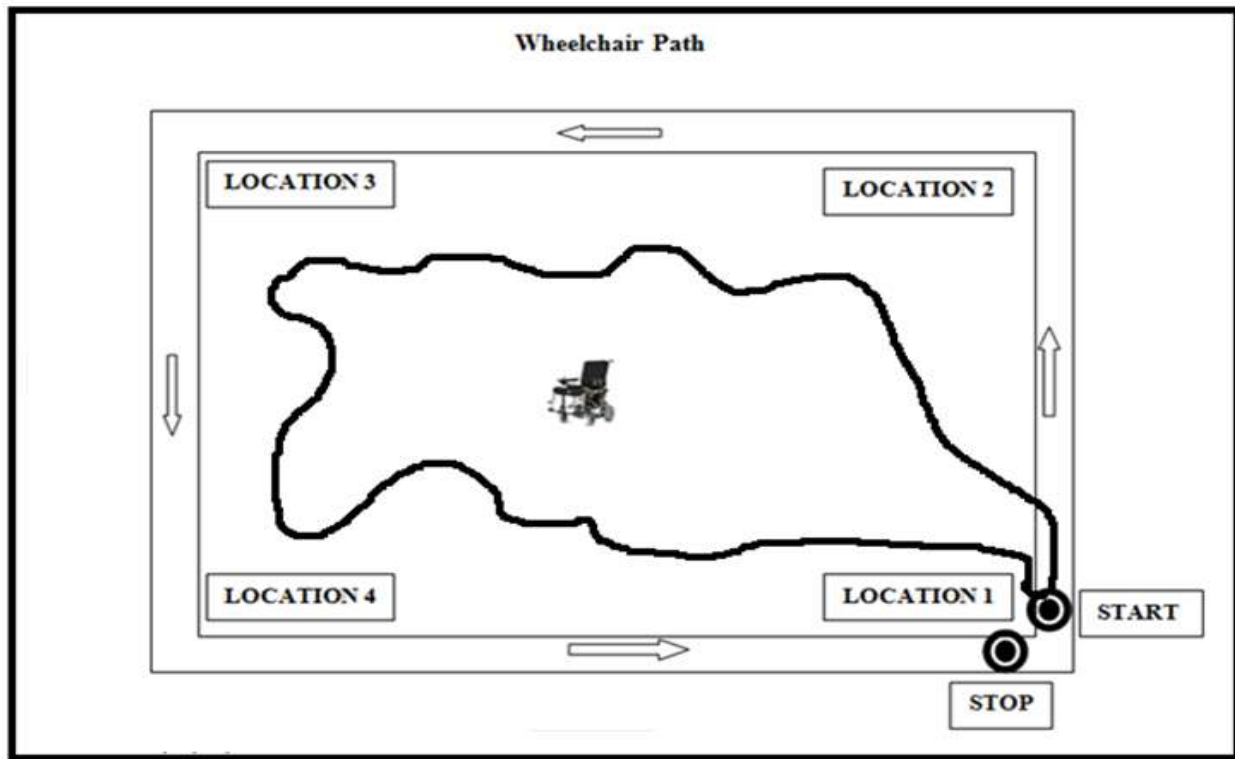 Wheelchair Path
LOCATION 3
LOCATION 2
LOCATION 4
LOCATION 1
START
STOP